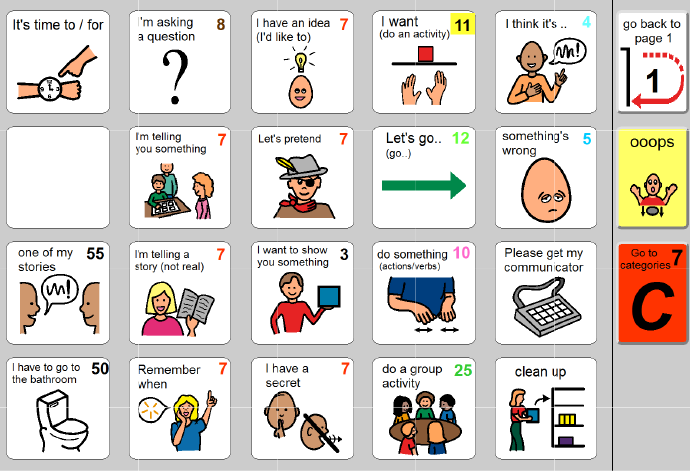 It's time to / for
I'm asking
a question
8
I have an idea
(I'd like to)
7
I want
(do an activity)
11
I think it's ..
4
go back to
page 1
1
I'm telling
you something
7
Let's pretend
7
Let's go..
(go..)
12
something's
wrong
5
ooops
one of my
stories
55
I'm telling a
story (not real)
7
I want to show
you something
3
do something
(actions/verbs)
10
Please get my
communicator
Go to
categories
7
C
I have to go to
the bathroom
50
Remember
when
7
I have a
secret
7
do a group
activity
25
clean up